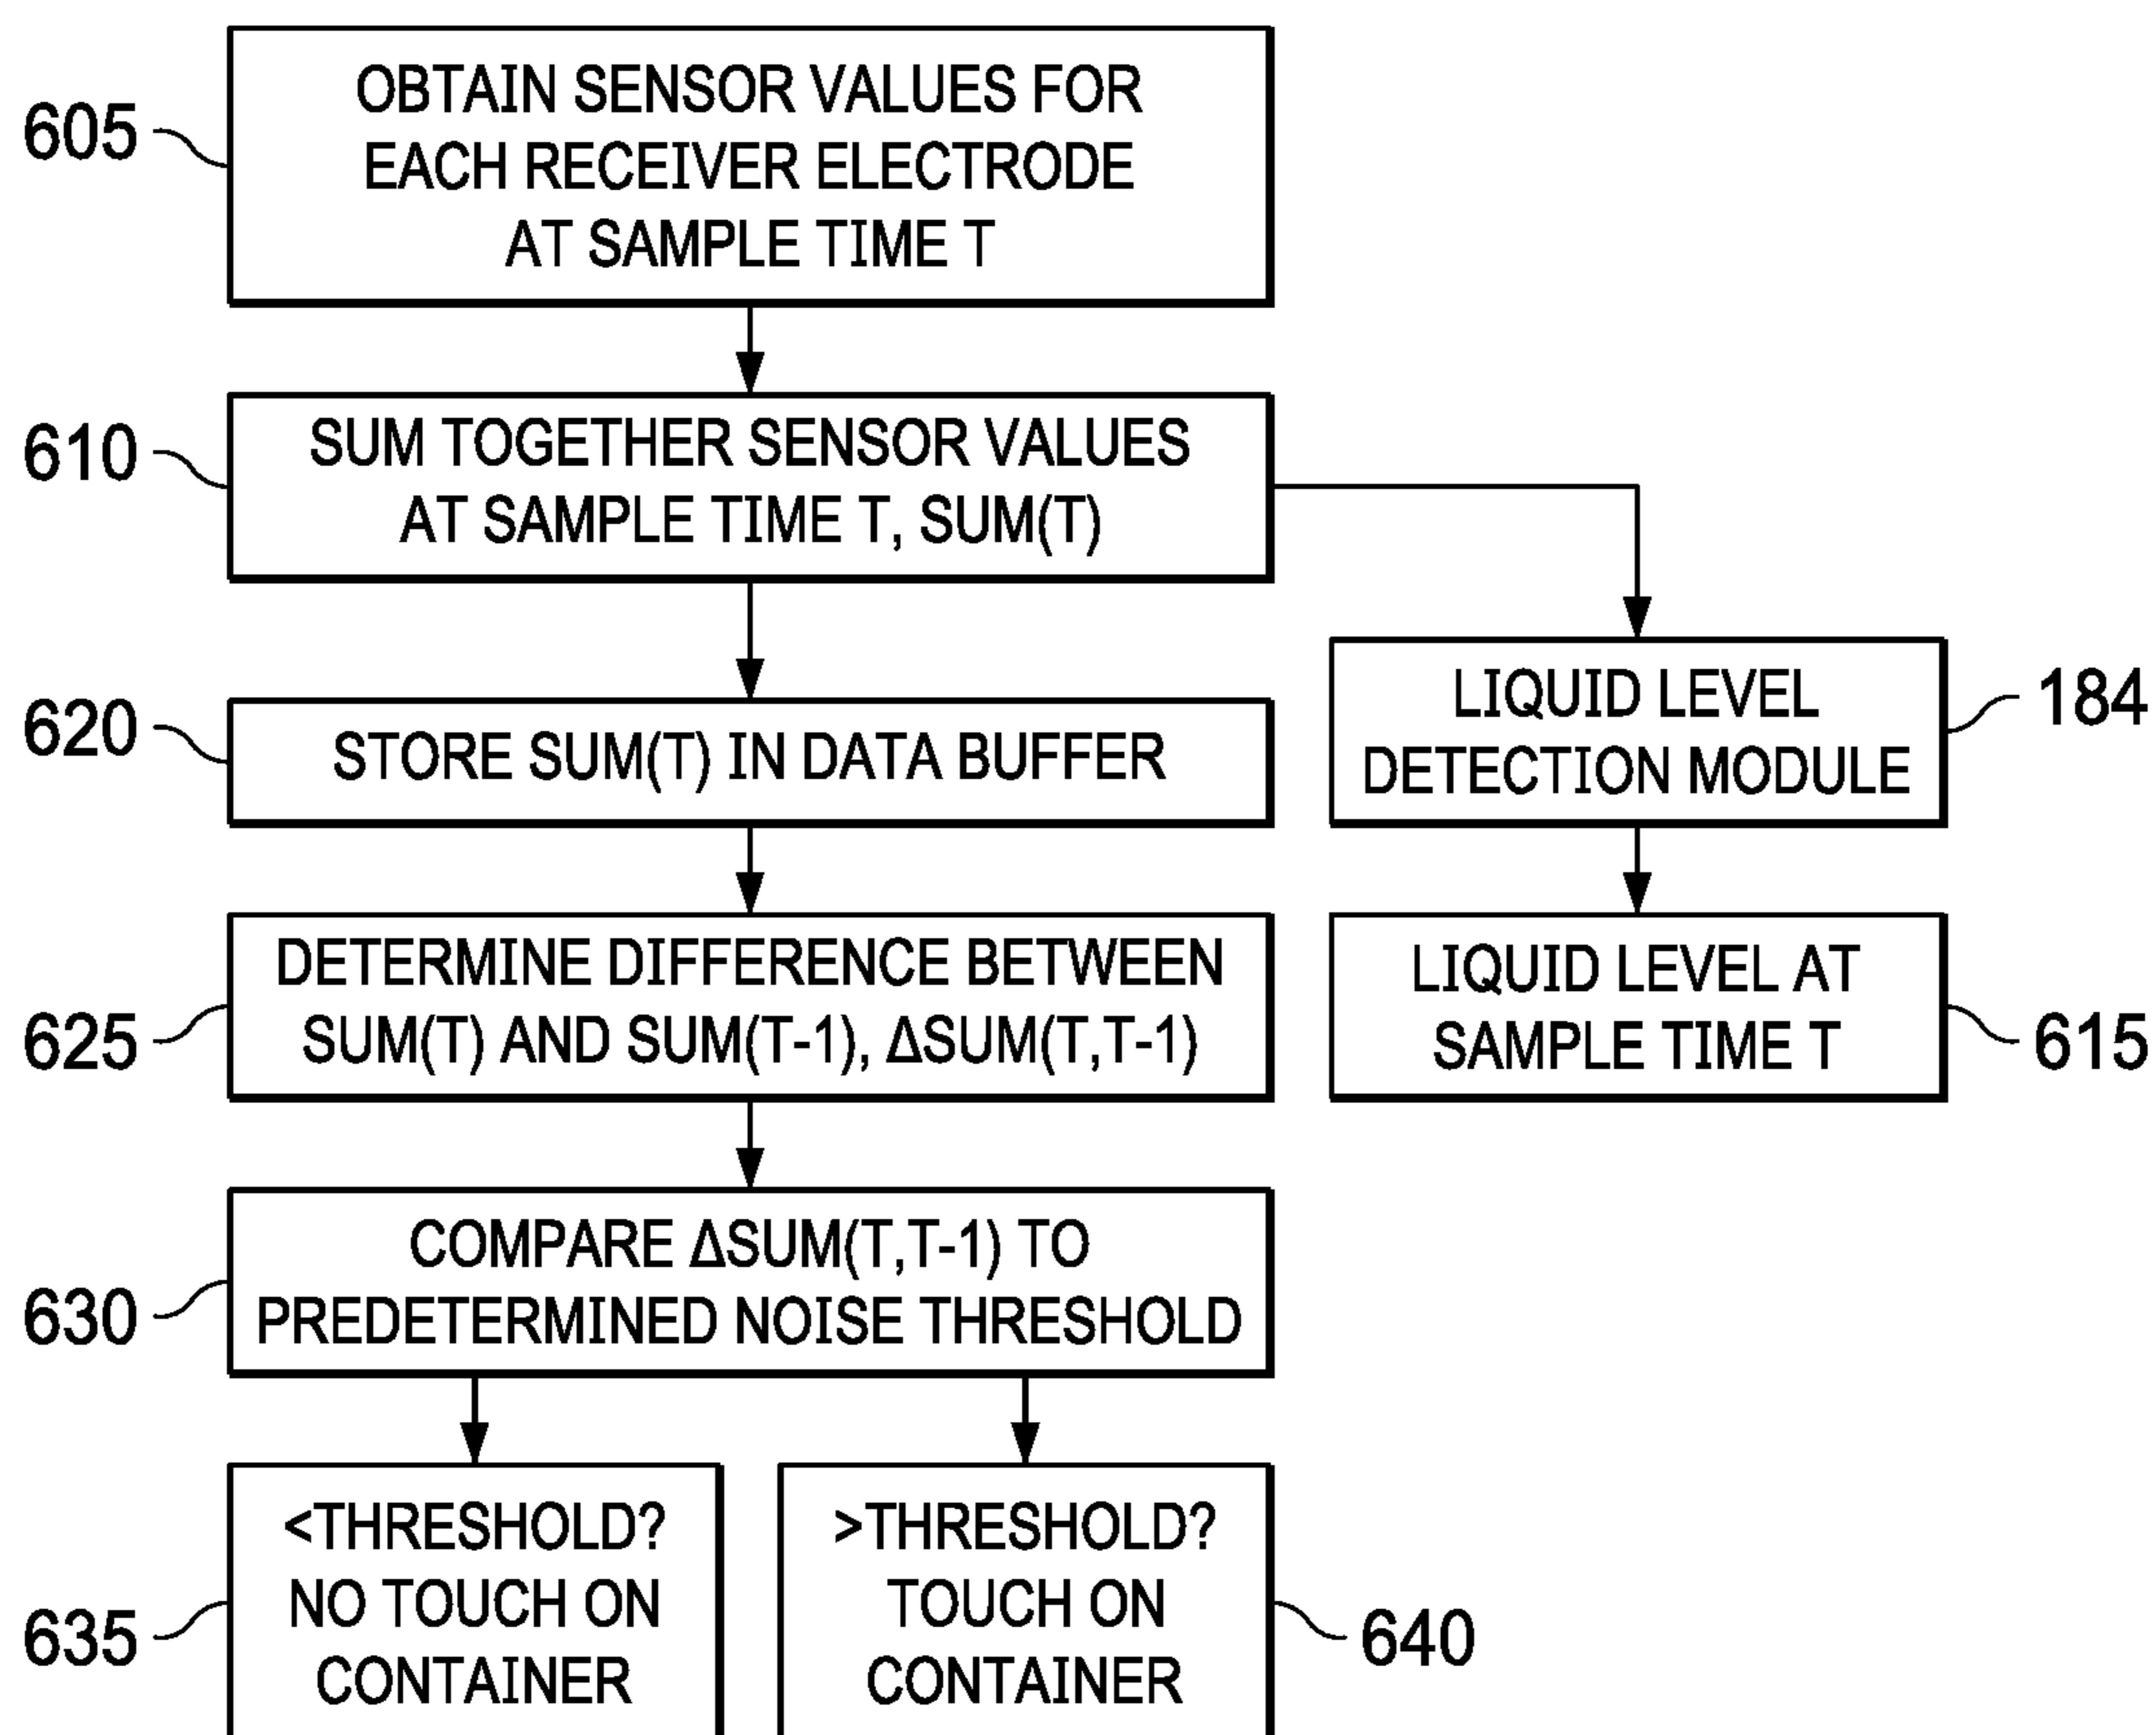 605
OBTAIN SENSOR VALUES FOR
EACH RECEIVER ELECTRODE
AT SAMPLE TIME T
610
SUM TOGETHER SENSOR VALUES
AT SAMPLE TIME T, SUM(T)
620
STORE SUM(T) IN DATA BUFFER
LIQUID LEVEL
DETECTION MODULE
184
625
DETERMINE DIFFERENCE BETWEEN
SUM(T) AND SUM(T-1), ΔSUM(T,T-1)
LIQUID LEVEL AT
SAMPLE TIME T
615
630
COMPARE ΔSUM(T,T-1) TO
PREDETERMINED NOISE THRESHOLD
635
<THRESHOLD?
NO TOUCH ON
CONTAINER
>THRESHOLD?
TOUCH ON
CONTAINER
640